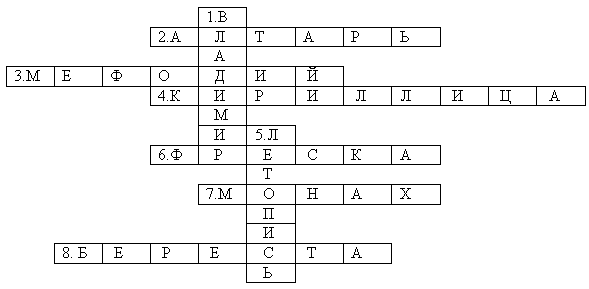 1.В
2.А Л Т А Р Ь
А
3.М Е Ф О Д И Й
4.К И Р И Л Л И Ц А
М
И 5.Л
6.Ф Р Е С К А
Т
7.М О Н А Х
П
И
8. Б Е Р Е С Т А
Ь